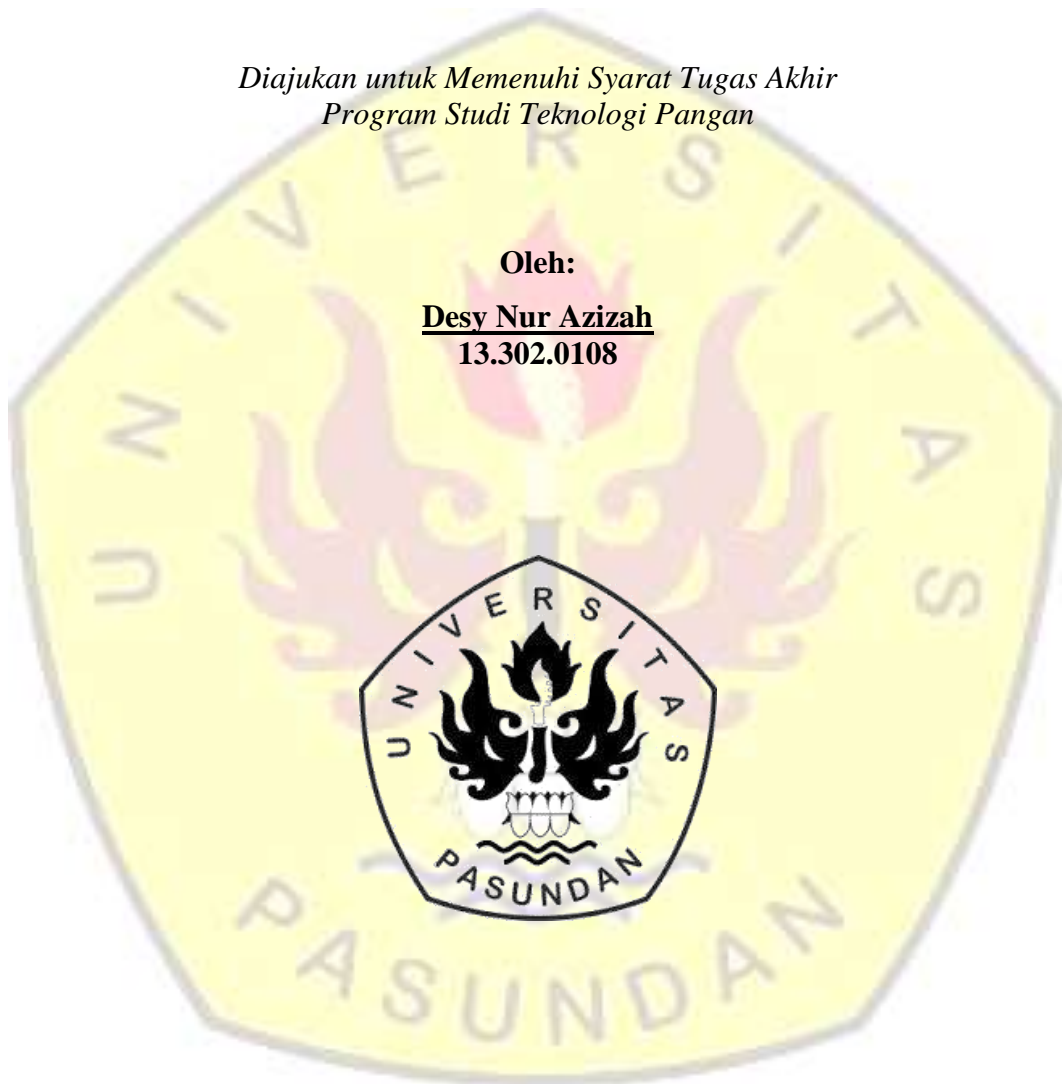 Diajukan untuk Memenuhi Syarat Tugas Akhir
Program Studi Teknologi Pangan
UNIVERSITAS
Oleh:
Desy Nur Azizah
13.302.0108
UNIVERSITAS
PASUNDAN
PASUNDAN